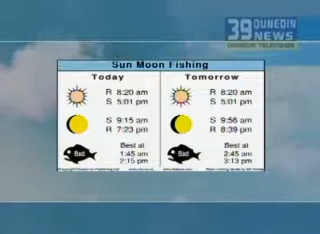 39 DUNEDIN NEWS
DUNEDIN TELEVISION
Sun Moon Fishing
Today
R 8:20 am
S 5:01 pm
S 9:15 am
R 7:23 pm
Bad
Best at
1:45 am
2:15 pm
Tomorrow
R 8:20 am
S 5:01 pm
S 9:56 am
R 8:39 pm
Bad
Best at
2:45 am
3:13 pm